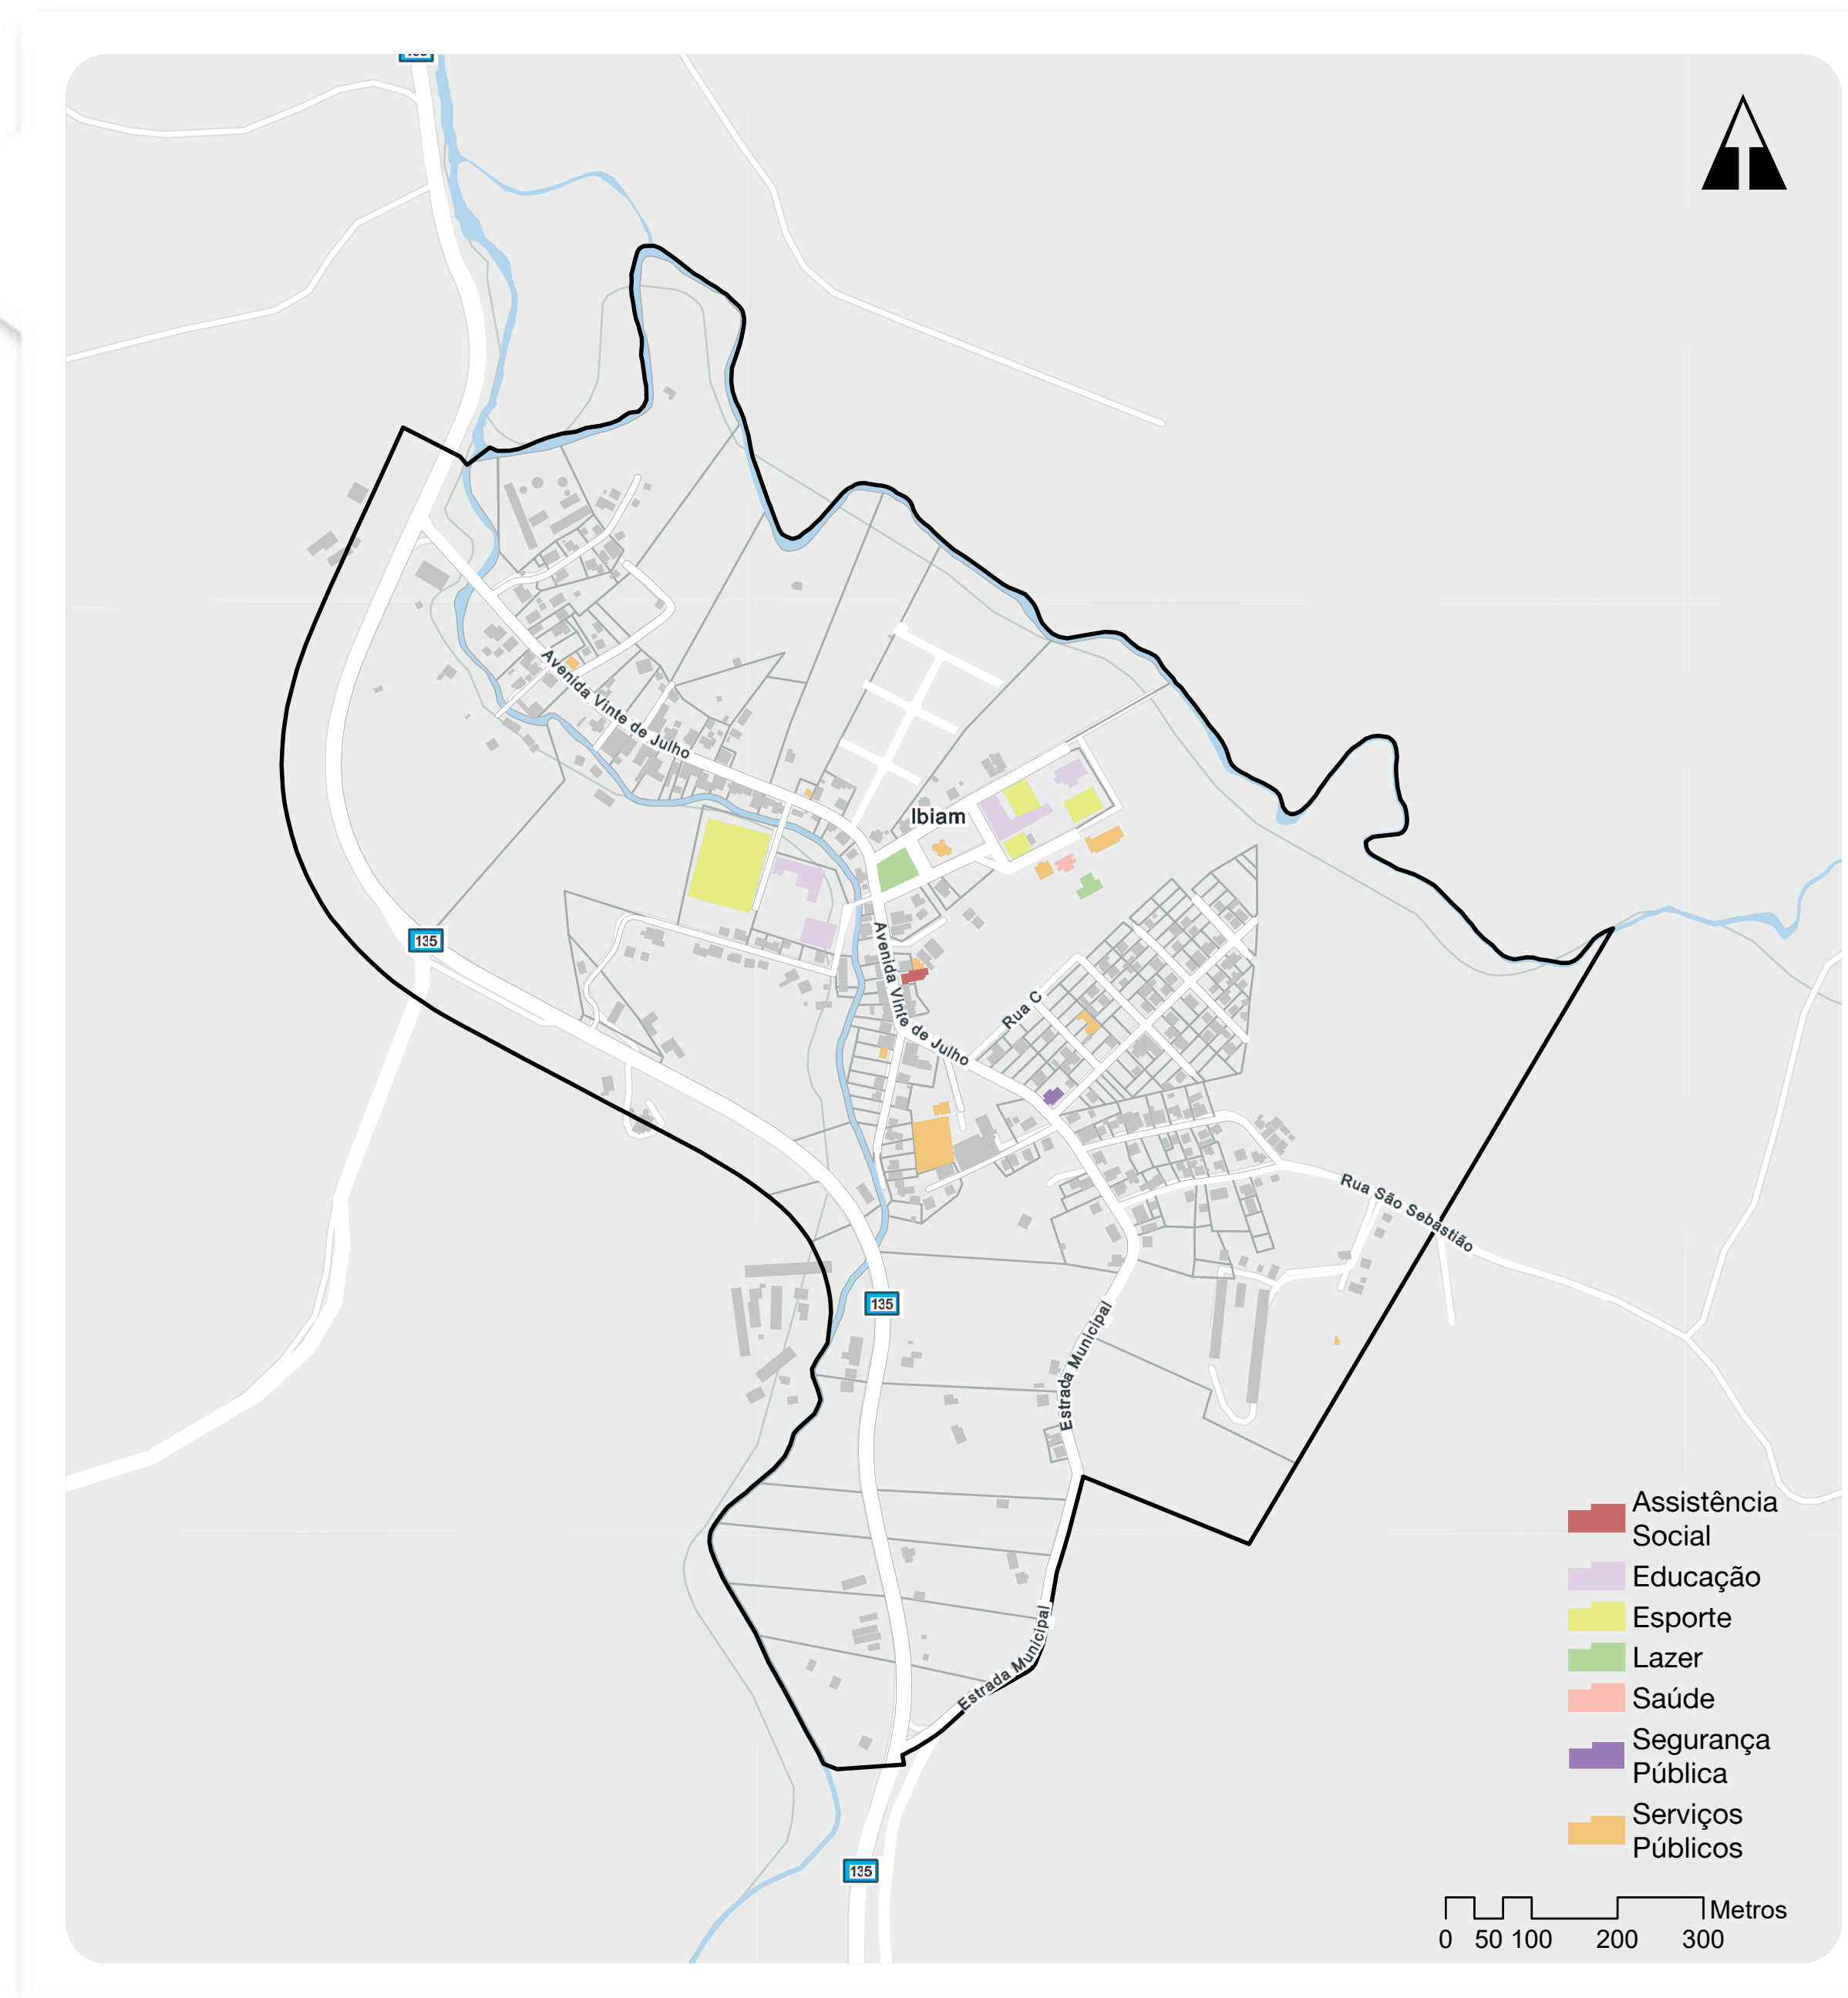 Avenida Vinte de Julho
Ibiam
135
Avenida Vinte de Julho
Rua C
Rua São Sebastião
135
Estrada Municipal
Estrada Municipal
135
Assistência
Social
Educação
Esporte
Lazer
Saúde
Segurança
Pública
Serviços
Públicos
Metros
0 50 100 200 300